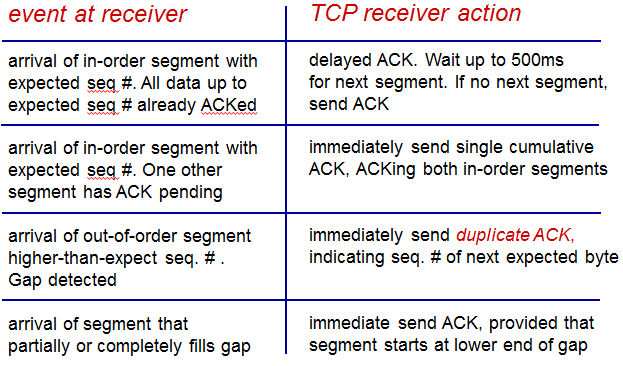 event at receiver
TCP receiver action
arrival of in-order segment with
expected seq #. All data up to
expected seq # already ACKed
delayed ACK. Wait up to 500ms
for next segment. If no next segment,
send ACK
arrival of in-order segment with
expected seq #. One other
segment has ACK pending
immediately send single cumulative
ACK, ACKing both in-order segments
arrival of out-of-order segment
higher-than-expect seq. # .
Gap detected
immediately send duplicate ACK,
indicating seq. # of next expected byte
arrival of segment that
partially or completely fills gap
immediate send ACK, provided that
segment starts at lower end of gap